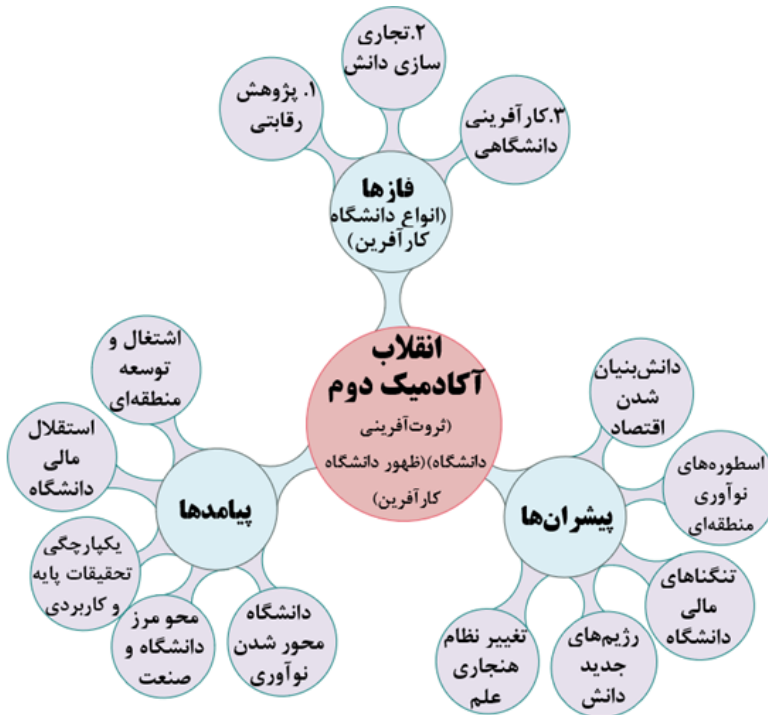 ۲.تجاری
سازی دانش
۱. پژوهش
رقابتی
۳.کارآفرینی
دانشگاهی
فازها
(انواع دانشگاه
کارآفرین)
انقلاب
آکادمیک دوم
(ثروت‌آفرینی
دانشگاه)(ظهور دانشگاه
کارآفرین)
پیشران‌ها
دانش‌بنیان
شدن
اقتصاد
اسطوره‌های
نوآوری
منطقه‌ای
تنگناهای
مالی
دانشگاه
رژیم‌های
جدید
دانش
تغییر نظام
هنجاری
علم
پیامدها
اشتغال و
توسعه
منطقه‌ای
استقلال
مالی
دانشگاه
یکپارچگی
تحقیقات پایه
و کاربردی
محو مرز
دانشگاه و
صنعت
دانشگاه
محور شدن
نوآوری